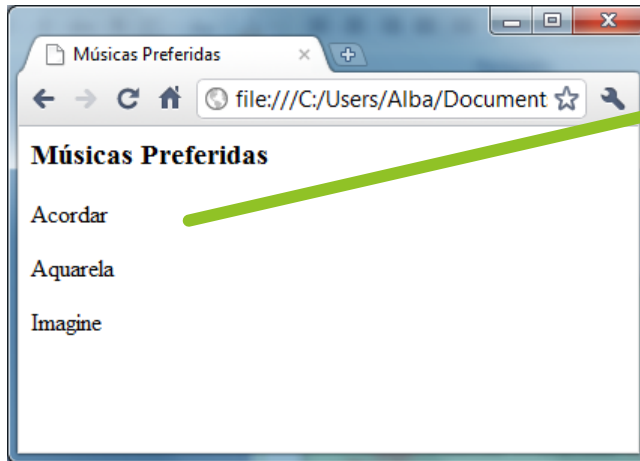 Músicas Preferidas
file:///C:/Users/Alba/Document
Músicas Preferidas
Acordar
Aquarela
Imagine